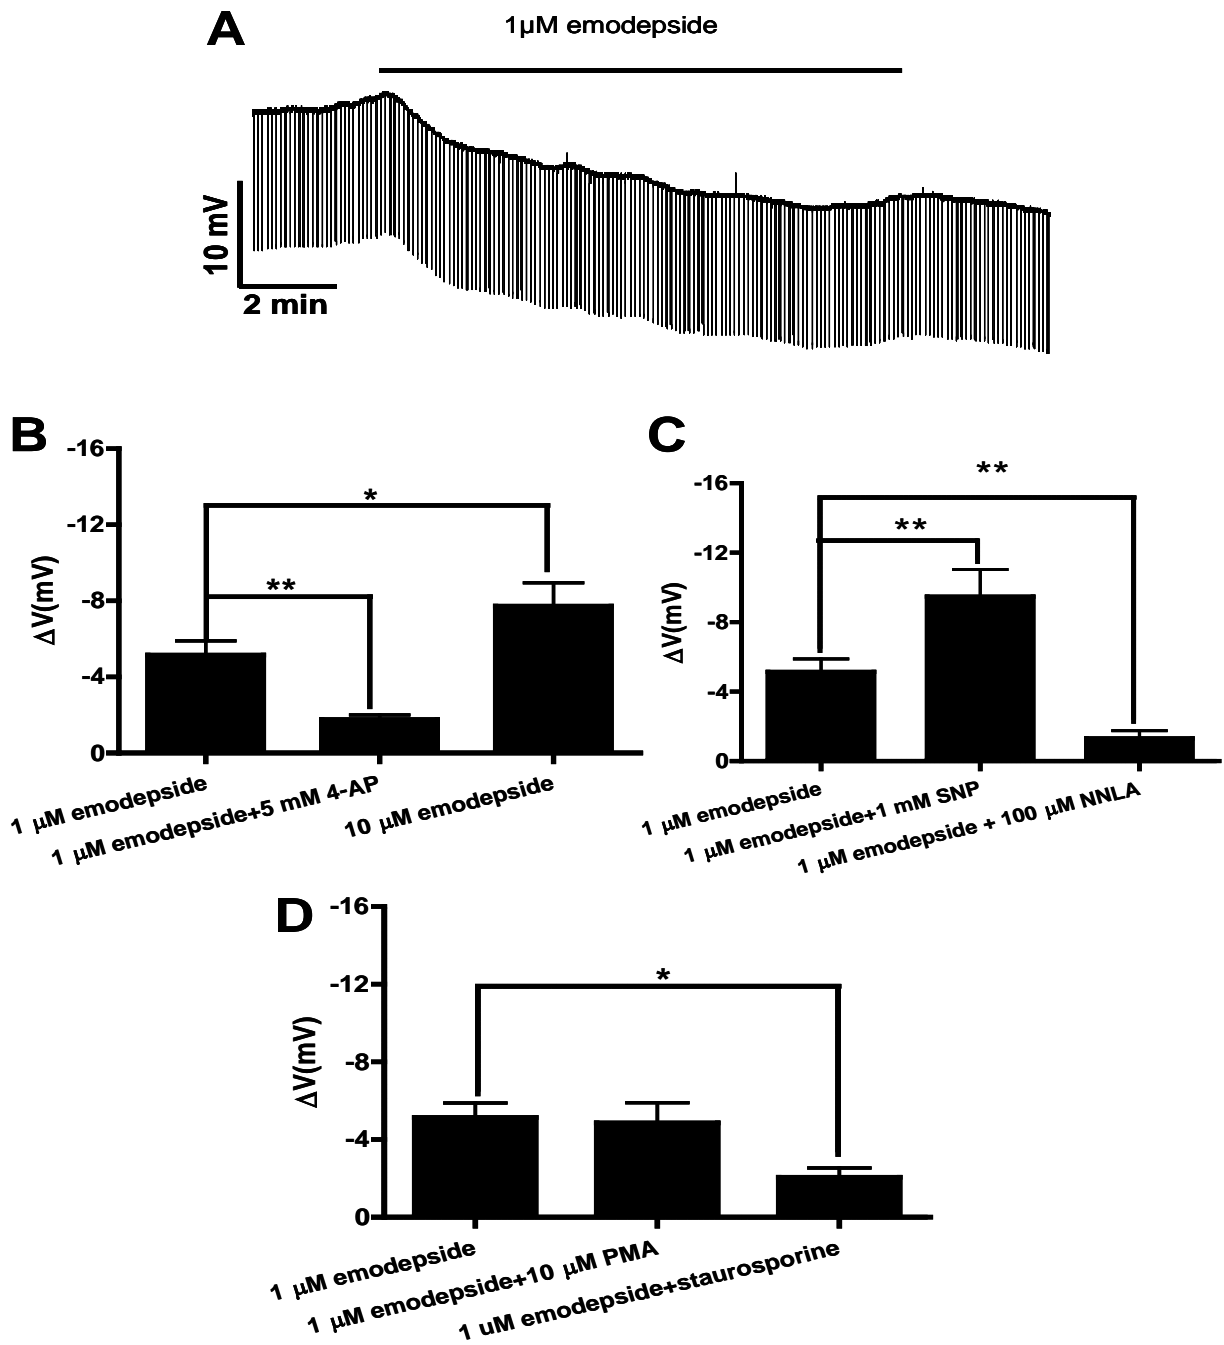 A
1µM emodepside
10 mV
2 min
B
-16
-12
-8
-4
0
ΔV(mV)
*
**
1 µM emodepside
1 µM emodepside+5 mM 4-AP
10 µM emodepside
C
-16
-12
-8
-4
0
ΔV(mV)
**
**
1 µM emodepside
1 µM emodepside+1 mM SNP
1 µM emodepside + 100 µM NNLA
D
-16
-12
-8
-4
0
ΔV(mV)
*
1 µM emodepside
1 µM emodepside+10 µM PMA
1 uM emodepside+staurosporine